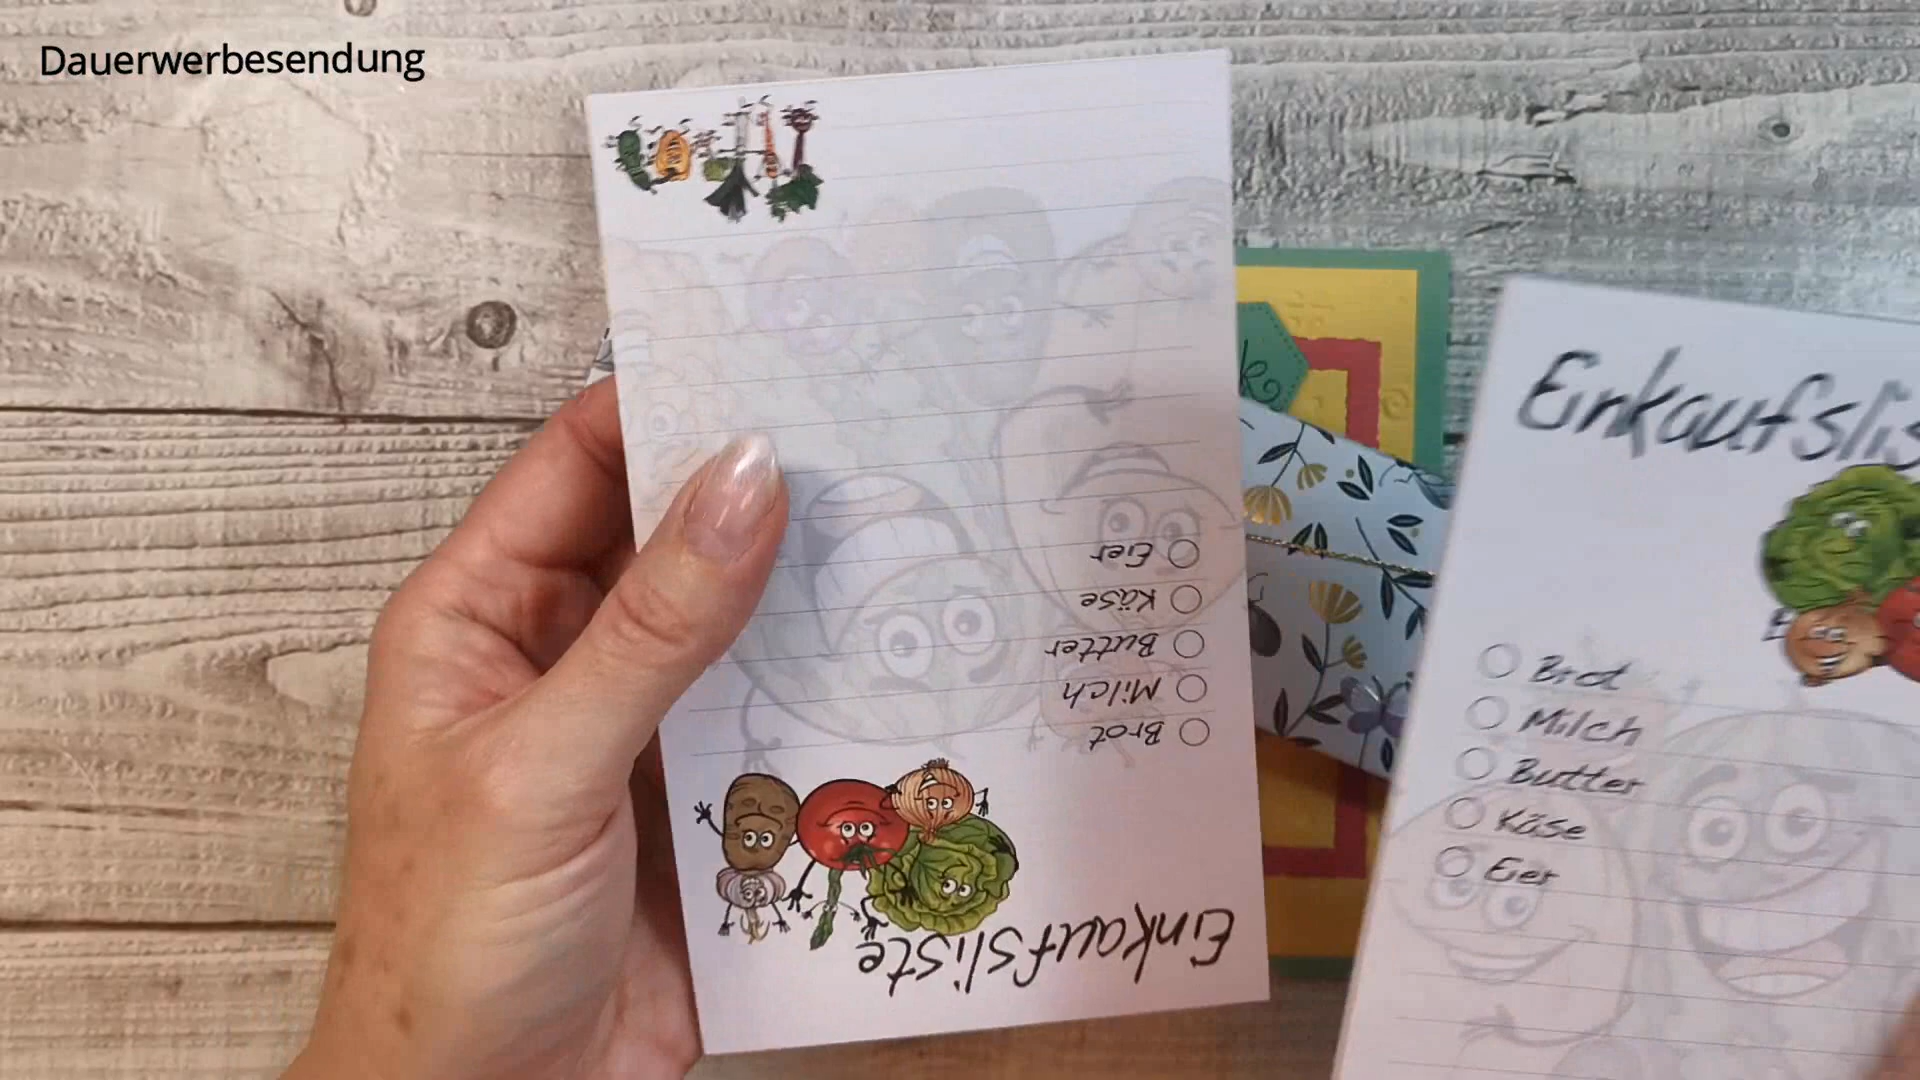 Dauerwerbesendung
Einkaufsliste
Brot
Milch
Butter
Käse
Eier
Einkaufslis
Brot
Milch
Butter
Käse
Eier